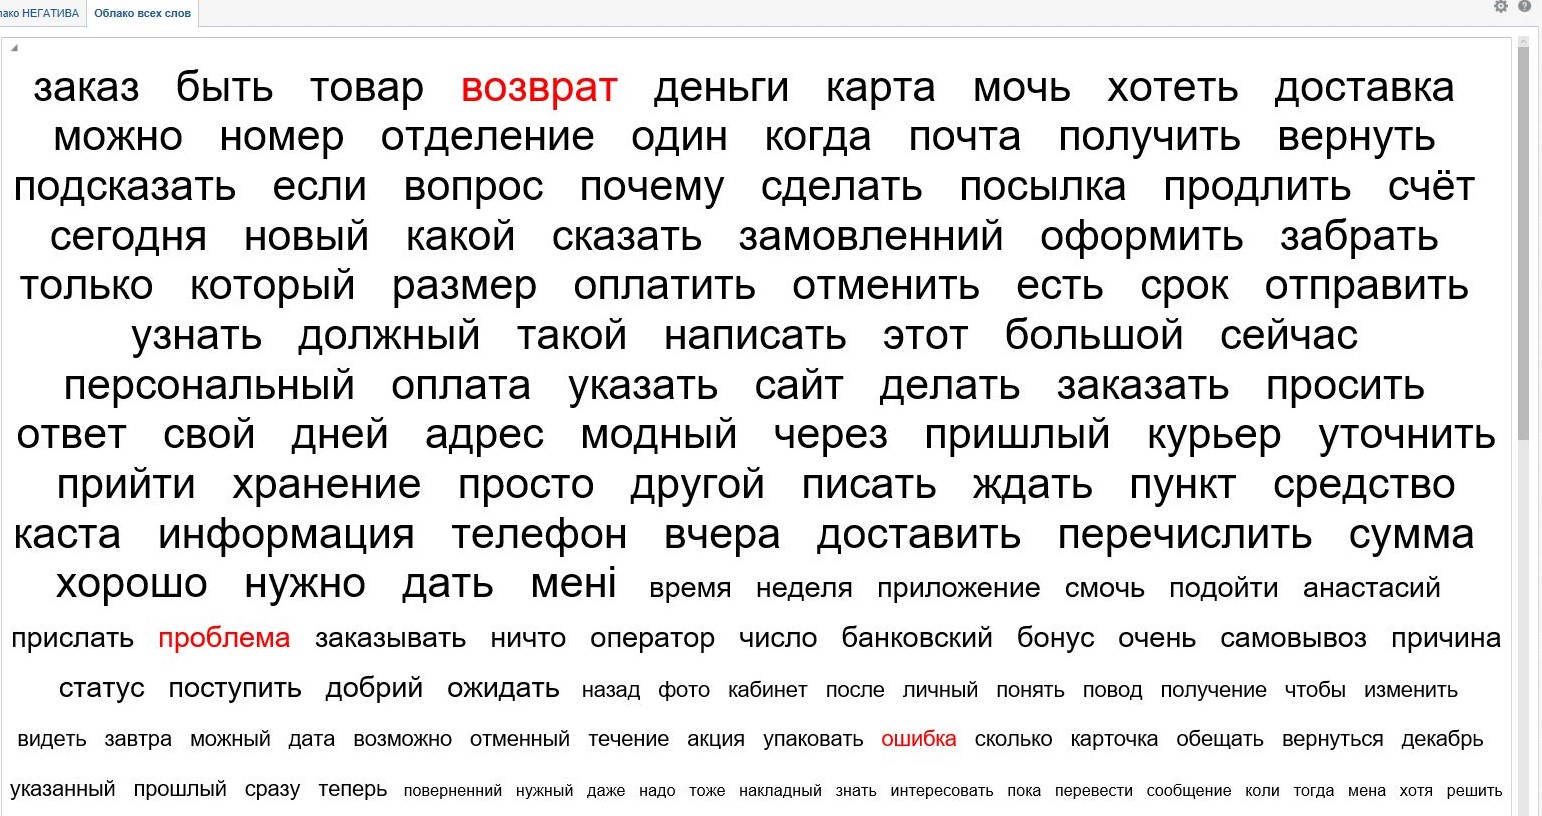 лако НЕГАТИВА Облако всех слов
заказ быть товар возврат деньги карта мочь хотеть доставка
можно номер отделение один когда почта получить вернуть
подсказать если вопрос почему сделать посылка продлить счёт
сегодня новый какой сказать замовленний оформить забрать
только который размер оплатить отменить есть срок отправить
узнать должный такой написать этот большой сейчас
персональный оплата указать сайт делать заказать просить
ответ свой дней адрес модный через пришлый курьер уточнить
прийти хранение просто другой писать ждать пункт средство
каста информация телефон вчера доставить перечислить сумма
хорошо нужно дать мені время неделя приложение смочь подойти анастасий
прислать проблема заказывать ничто оператор число банковский бонус очень самовывоз причина
статус поступить добрий ожидать назад фото кабинет после личный понять повод получение чтобы изменить
видеть завтра можный дата возможно отменный течение акция упаковать ошибка сколько карточка обещать вернуться декабрь
указанный прошлый сразу теперь поверненний нужный даже надо тоже накладный знать интересовать пока перевести сообщение коли тогда мена хотя решить